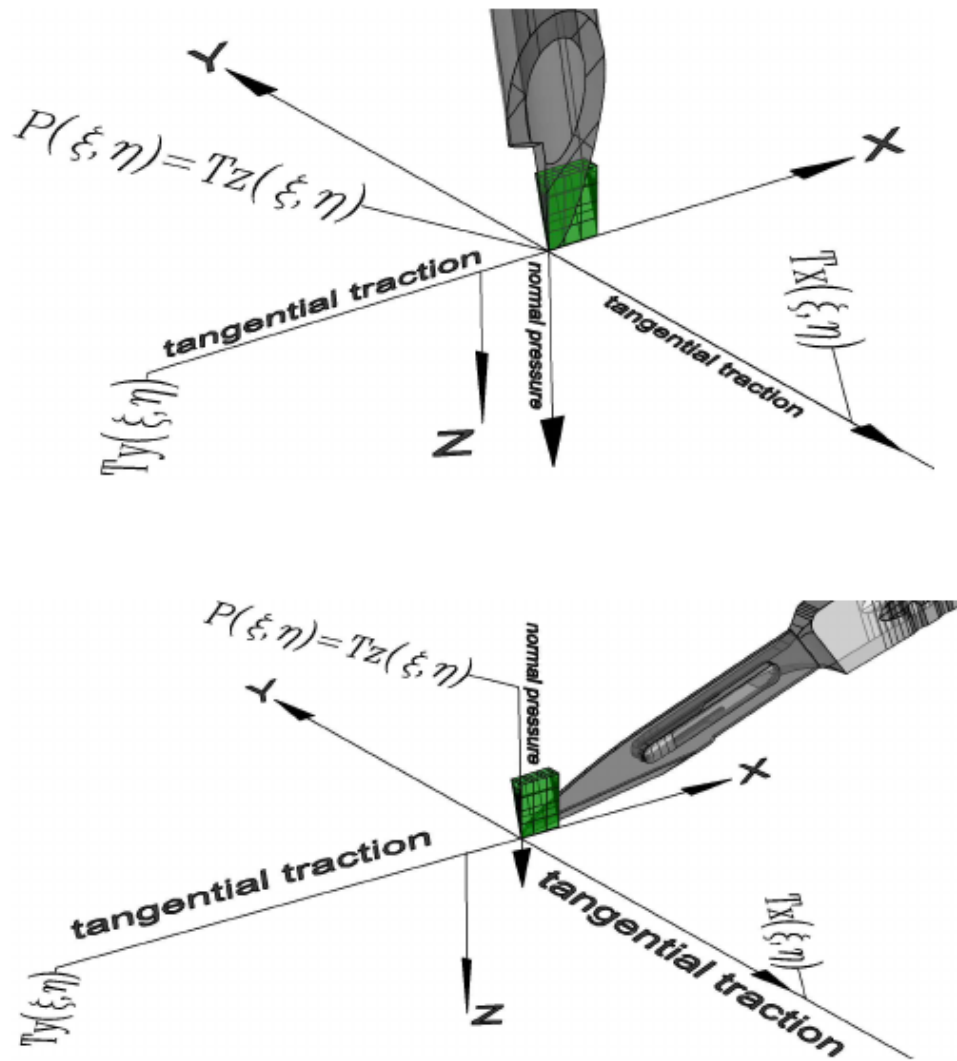 Y
P(ξ,η)=Tz(ξ,η)
X
tangential traction
normal pressure
Tx(ξ,η)
tangential traction
Ty(ξ,η)
Z
P(ξ,η)=Tz(ξ,η)
normal pressure
Y
X
tangential traction
tangential traction
Tx(ξ,η)
Ty(ξ,η)
Z